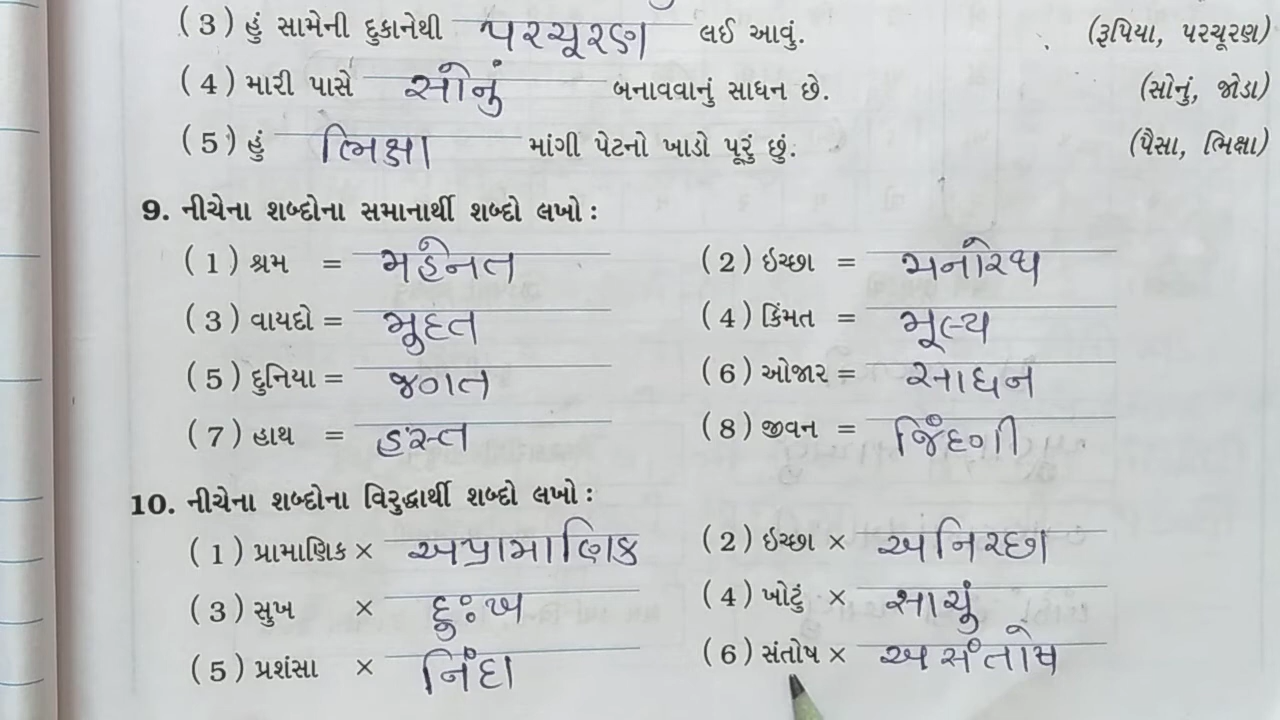 (3) હું સામેની દુકાનેથી પરચૂરણ લઈ આવું. (રૂપિયા, પરચૂરણ)
(4) મારી પાસે સોનું બનાવવાનું સાધન છે. (સોનું, જોડા)
(5) હું ભિક્ષા માંગી પેટનો ખાડો પૂરું છું. (પૈસા, ભિક્ષા)
9. નીચેના શબ્દોના સમાનાર્થી શબ્દો લખો :
(1) શ્રમ = મહેનત (2) ઇચ્છા = મનોરથ
(3) વાયદો = મુદત (4) કિંમત = મૂલ્ય
(5) દુનિયા = જગત (6) ઓજાર = સાધન
(7) હાથ = હસ્ત (8) જીવન = જિંદગી
10. નીચેના શબ્દોના વિરુદ્ધાર્થી શબ્દો લખો :
(1) પ્રામાણિક × અપ્રામાણિક (2) ઇચ્છા × અનિચ્છા
(3) સુખ × દુઃખ (4) ખોટું × સાચું
(5) પ્રશંસા × નિંદા (6) સંતોષ × અસંતોષ